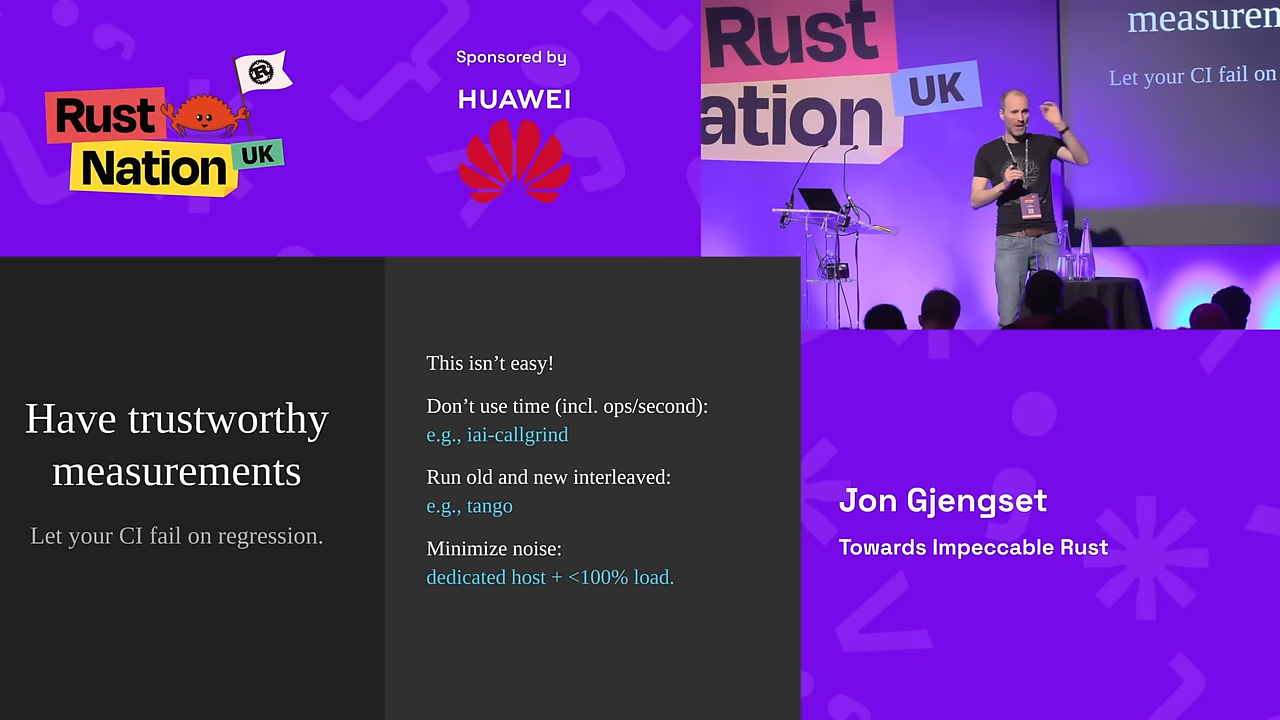 Rust
Nation
UK
Sponsored by
HUAWEI
Rust
ation
UK
measuren
Let your CI fail on
Have trustworthy
measurements
Let your CI fail on regression.
This isn’t easy!
Don’t use time (incl. ops/second):
e.g., iai-callgrind
Run old and new interleaved:
e.g., tango
Minimize noise:
dedicated host + <100% load.
Jon Gjengset
Towards Impeccable Rust